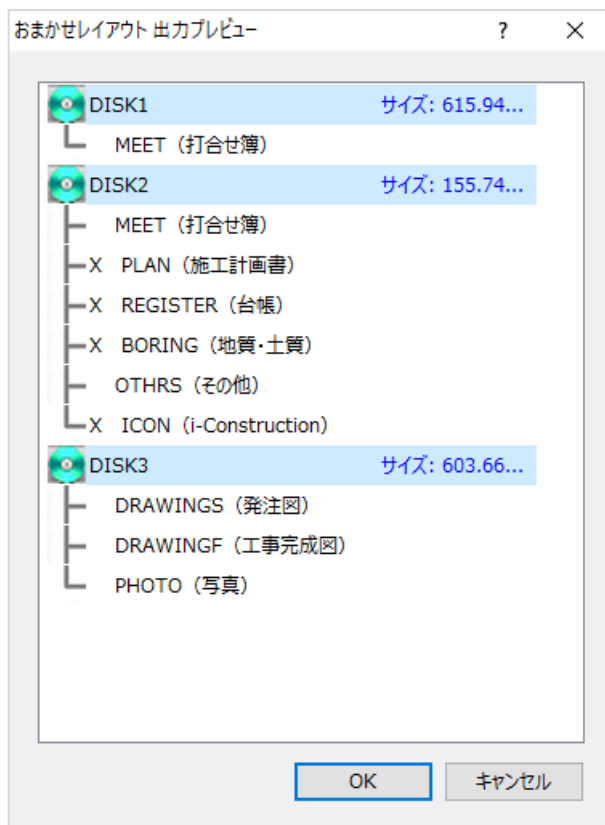 おまかせレイアウト 出力プレビュー ? ×
DISK1 サイズ: 615.94...
MEET（打合せ簿）
DISK2 サイズ: 155.74...
MEET（打合せ簿）
X PLAN（施工計画書）
X REGISTER（台帳）
X BORING（地質・土質）
OTHRS（その他）
X ICON（i-Construction）
DISK3 サイズ: 603.66...
DRAWINGS（発注図）
DRAWINGF（工事完成図）
PHOTO（写真）
OK キャンセル